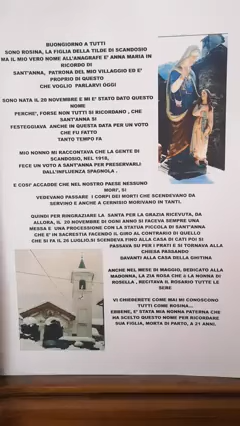 BUONGIORNO A TUTTI
SONO ROSINA, LA FIGLIA DELLA TILDE DI SCANDOSIO
MA IL MIO VERO NOME ALL'ANAGRAFE E' ANNA MARIA IN
RICORDO DI
SANT'ANNA, PATRONA DEL MIO VILLAGGIO ED E'
PROPRIO DI QUESTO
CHE VOGLIO PARLARVI OGGI
SONO NATA IL 20 NOVEMBRE E MI E' STATO DATO QUESTO
NOME
PERCHE', FORSE NON TUTTI SI RICORDANO , CHE
SANT'ANNA SI
FESTEGGIAVA ANCHE IN QUESTA DATA PER UN VOTO
CHE FU FATTO
TANTO TEMPO FA
MIO NONNO MI RACCONTAVA CHE LA GENTE DI
SCANDOSIO, NEL 1918,
FECE UN VOTO A SANT'ANNA PER PRESERVARLI
DALL'INFLUENZA SPAGNOLA .
E COSI' ACCADDE CHE NEL NOSTRO PAESE NESSUNO
MORI', SI
VEDEVANO PASSARE I CORPI DEI MORTI CHE SCENDEVANO DA
SERVINO E ANCHE A GERNISO MORIVANO IN TANTI.
QUINDI PER RINGRAZIARE LA SANTA PER LA GRAZIA RICEVUTA, DA
ALLORA, IL 20 NOVEMBRE DI OGNI ANNO SI FACEVA SEMPRE UNA
MESSA E UNA PROCESSIONE CON LA STATUA PICCOLA DI SANT'ANNA
CHE E' IN SACRESTIA FACENDO IL GIRO AL CONTRARIO DI QUELLO
CHE SI FA IL 26 LUGLIO,SI SCENDEVA FINO ALLA CASA DI CATI POI SI
PASSAVA SU PER I PRATI E SI TORNAVA ALLA
CHIESA PASSANDO
DAVANTI ALLA CASA DELLA GHITINA
ANCHE NEL MESE DI MAGGIO, DEDICATO ALLA
MADONNA, LA ZIA ROSA CHE è LA NONNA DI
ROSELLA , RECITAVA IL ROSARIO TUTTE LE
SERE
VI CHIEDERETE COME MAI MI CONOSCONO
TUTTI COME ROSINA...
EBBENE, E' STATA MIA NONNA PATERNA CHE
HA SCELTO QUESTO NOME PER RICORDARE
SUA FIGLIA, MORTA DI PARTO, A 21 ANNI.